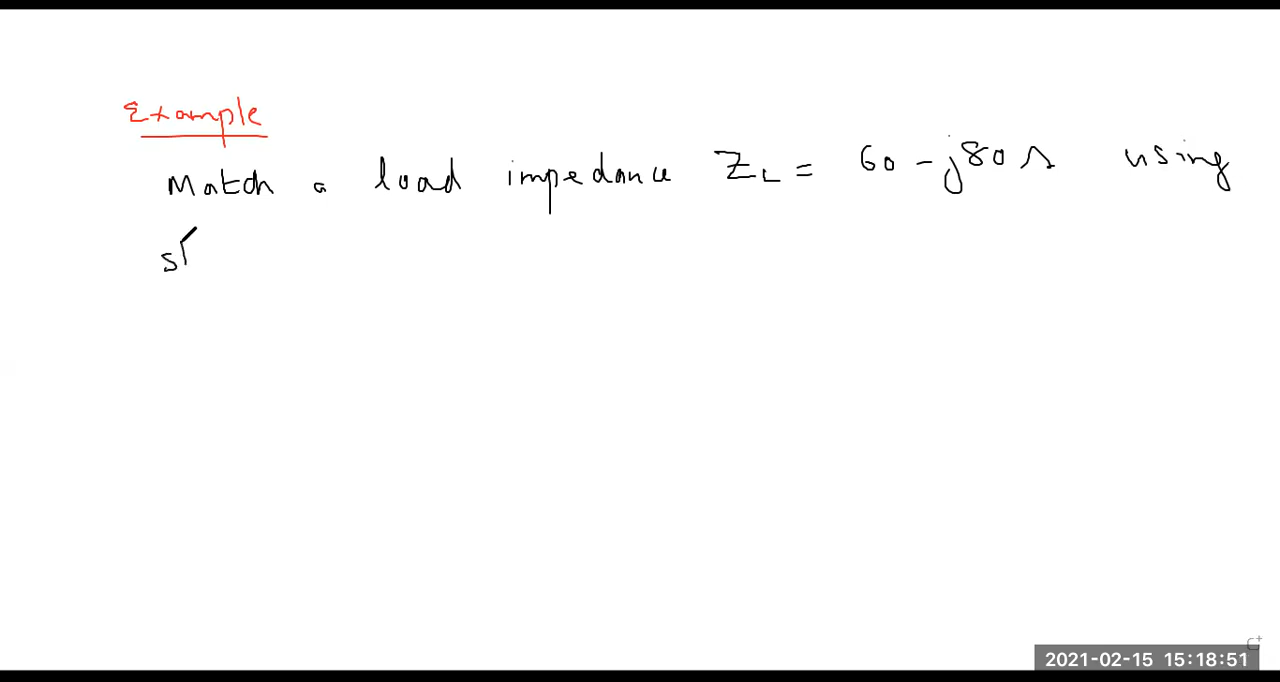 Example
Match a load impedance ZL = 60 - j80 Ω using
2021-02-15 15:18:51